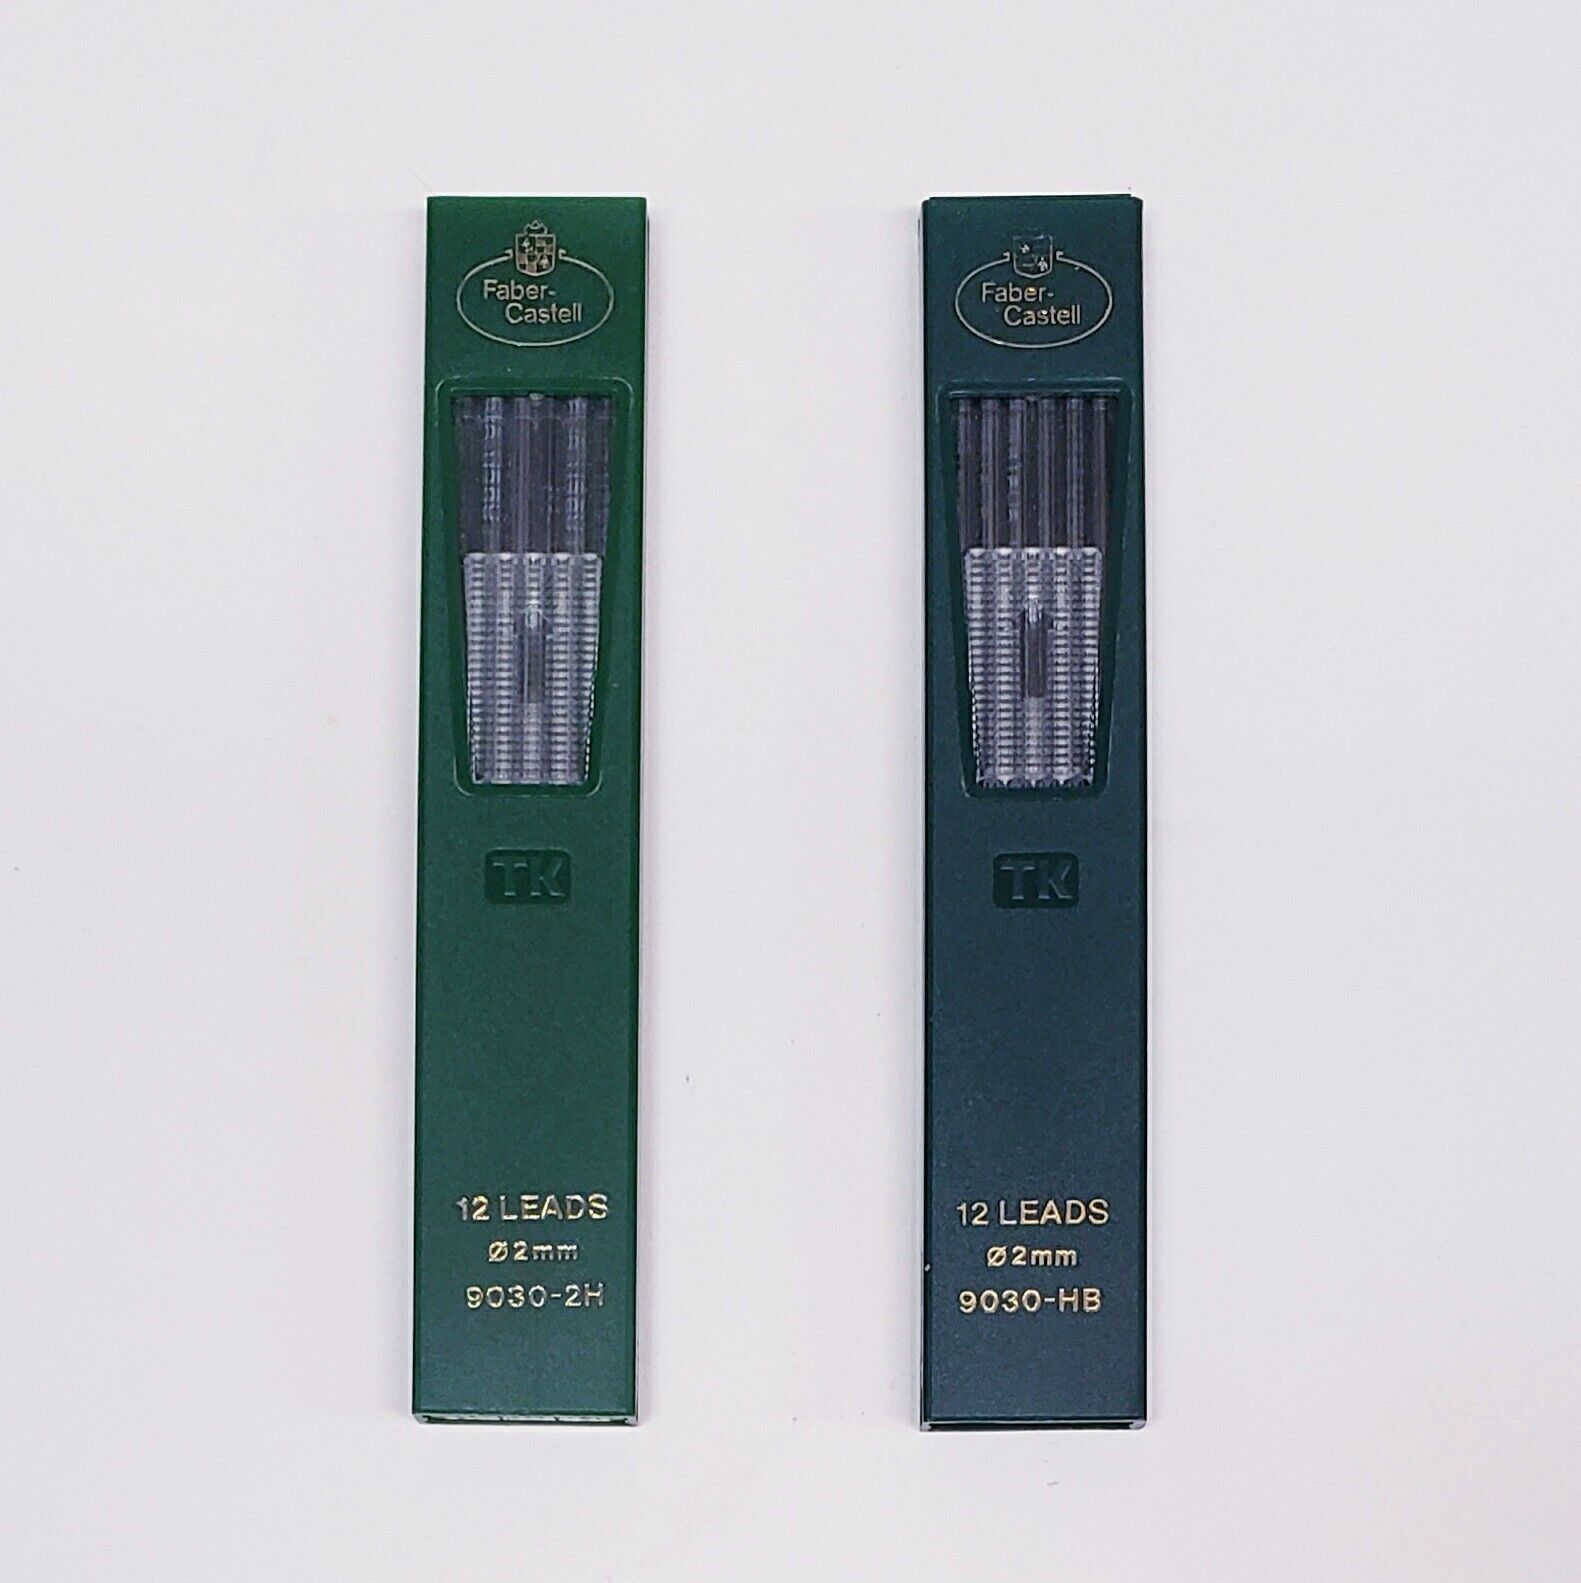 Faber-
Castell
TK
12 LEADS
Ø2mm
9030-2H
Faber-
Castell
TK
12 LEADS
Ø2mm
9030-HB